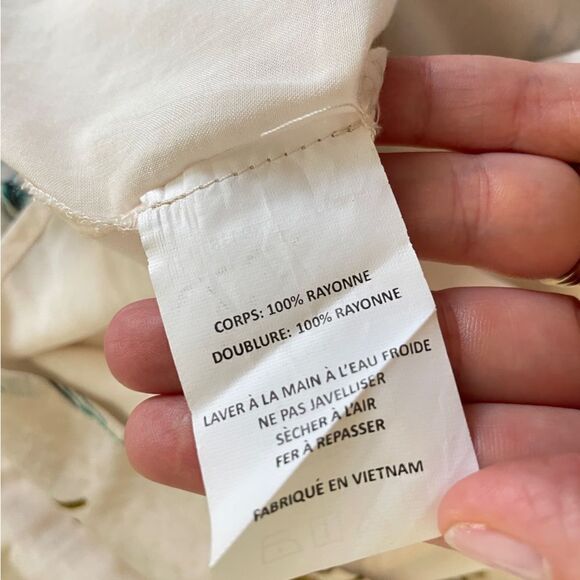 CORPS: 100% RAYONNE
DOUBLURE: 100% RAYONNE
LAVER À LA MAIN À L'EAU FROIDE
NE PAS JAVELLISER
SÈCHER À L'AIR
FER À REPASSER
FABRIQUÉ EN VIETNAM